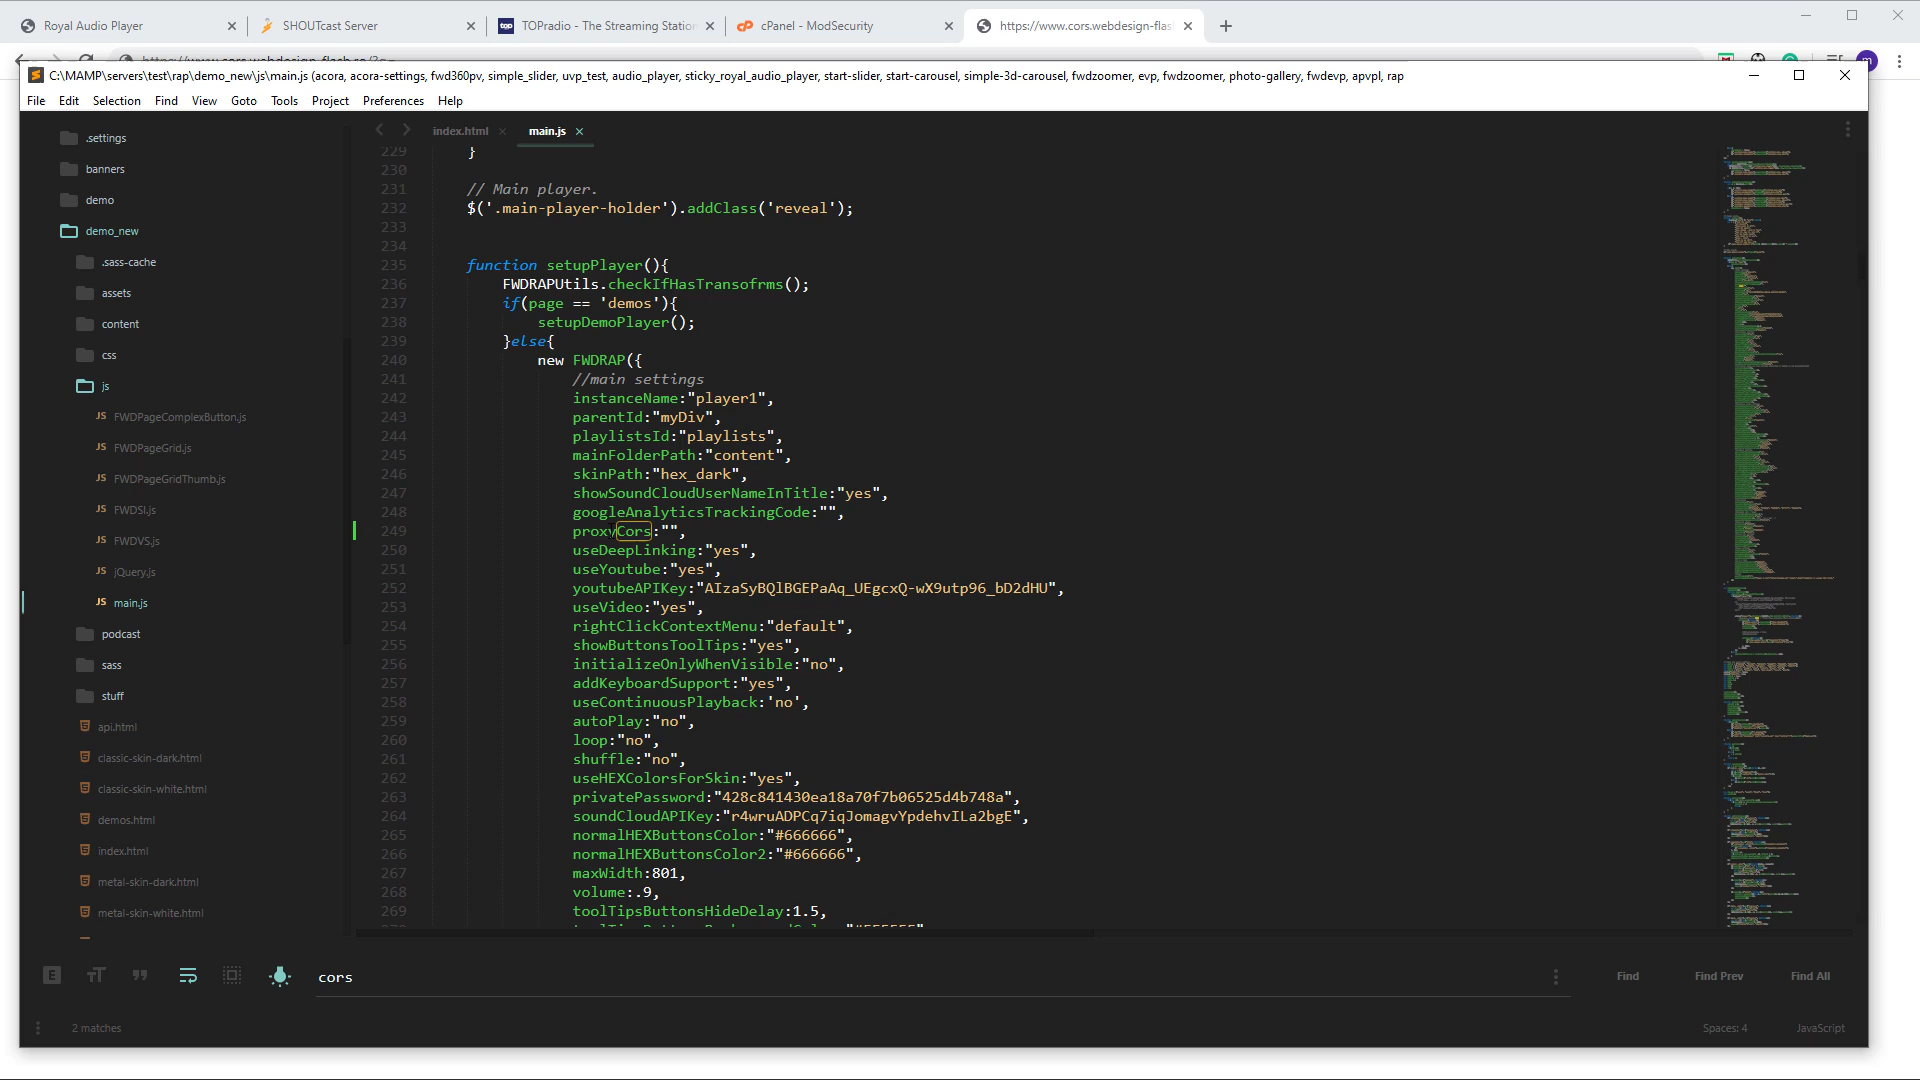 Royal Audio Player
SHOUTcast Server
TOPradio - The Streaming Station
cPanel - ModSecurity
https://www.cors.webdesign-flas
C:\MAMP\servers\test\rap\demo_new\js\main.js (acora, acora-settings, fwd360pv, simple_slider, uvp_test, audio_player, sticky_royal_audio_player, start-slider, start-carousel, simple-3d-carousel, fwdzoomer, evp, fwdzoomer, photo-gallery, fwdevp, apvpl, rap
File Edit Selection Find View Goto Tools Project Preferences Help
.settings
banners
demo
demo_new
.sass-cache
assets
content
css
js
JS FWDPageComplexButton.js
JS FWDPageGrid.js
JS FWDPageGridThumb.js
JS FWDSI.js
JS FWDVS.js
JS jQuery.js
JS main.js
podcast
sass
stuff
api.html
classic-skin-dark.html
classic-skin-white.html
demos.html
index.html
metal-skin-dark.html
metal-skin-white.html
index.html main.js
229 }
230
231 // Main player.
232 $('.main-player-holder').addClass('reveal');
233
234
235 function setupPlayer(){
236 FWDRAPUtils.checkIfHasTransofrms();
237 if(page == 'demos'){
238 setupDemoPlayer();
239 }else{
240 new FWDRAP({
241 //main settings
242 instanceName:"player1",
243 parentId:"myDiv",
244 playlistsId:"playlists",
245 mainFolderPath:"content",
246 skinPath:"hex_dark",
247 showSoundCloudUserNameInTitle:"yes",
248 googleAnalyticsTrackingCode:"",
249 proxyCors:"",
250 useDeepLinking:"yes",
251 useYoutube:"yes",
252 youtubeAPIKey:"AIzaSyBQlBGEPaAq_UEgcxQ-wX9utp96_bD2dHU",
253 useVideo:"yes",
254 rightClickContextMenu:"default",
255 showButtonsToolTips:"yes",
256 initializeOnlyWhenVisible:"no",
257 addKeyboardSupport:"yes",
258 useContinuousPlayback:'no',
259 autoPlay:"no",
260 loop:"no",
261 shuffle:"no",
262 useHEXColorsForSkin:"yes",
263 privatePassword:"428c841430ea18a70f7b06525d4b748a",
264 soundCloudAPIKey:"r4wruADPCq7iqJomagvYpdehvILa2bgE",
265 normalHEXButtonsColor:"#666666",
266 normalHEXButtonsColor2:"#666666",
267 maxWidth:801,
268 volume:.9,
269 toolTipsButtonsHideDelay:1.5,
cors
Find Find Prev Find All
2 matches
Spaces: 4 JavaScript